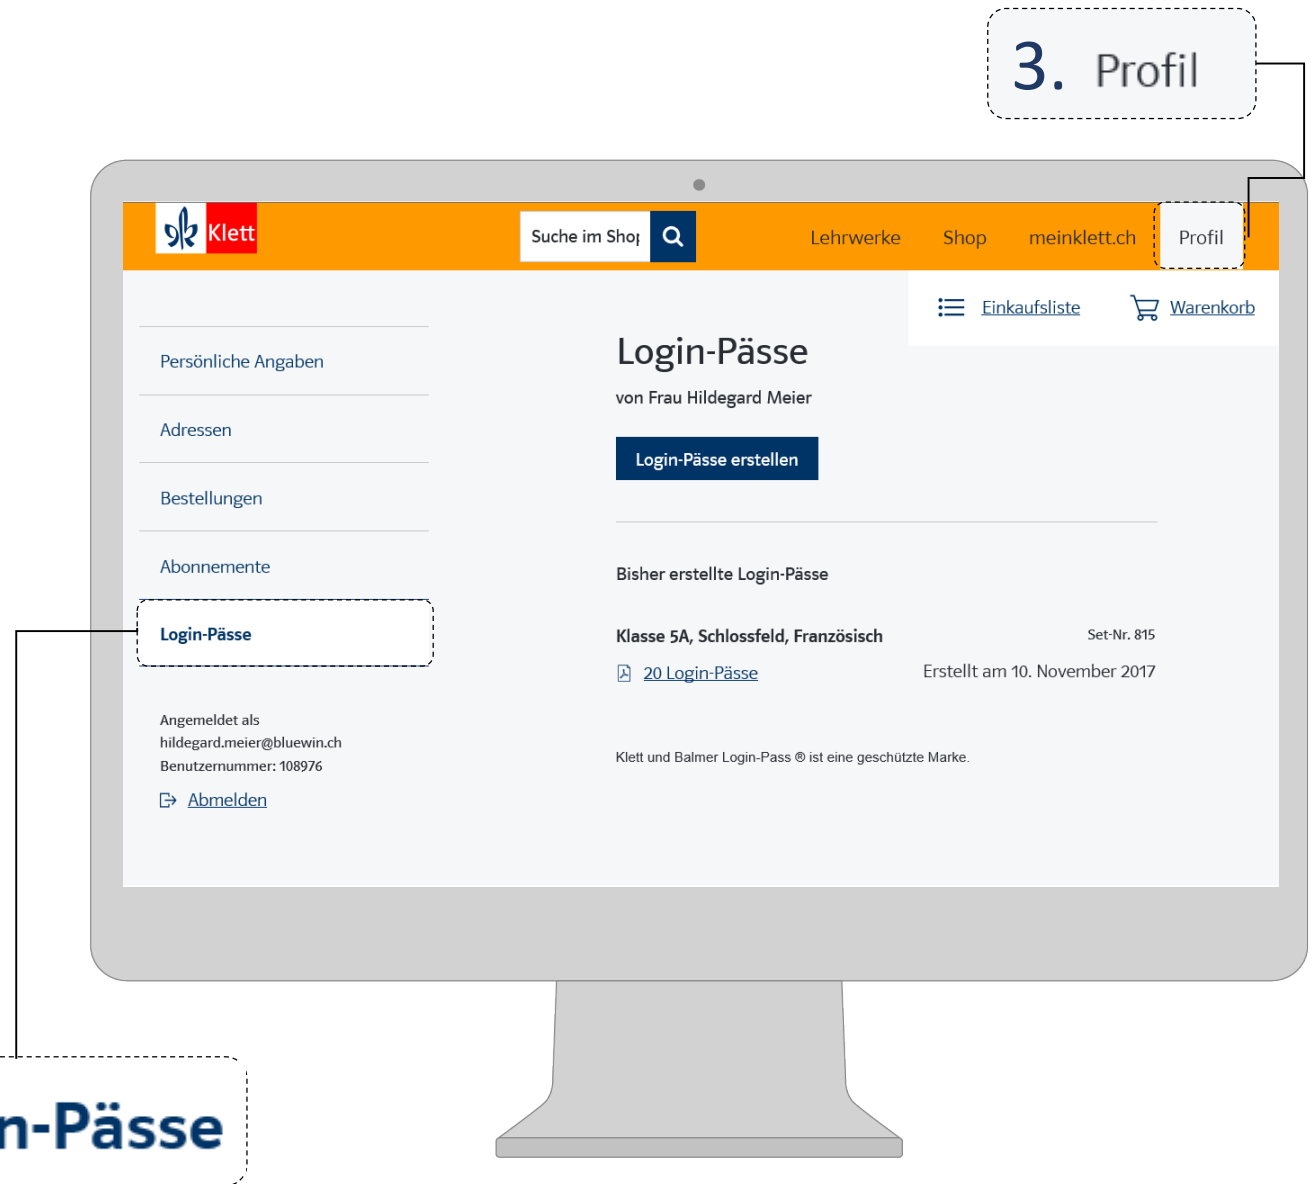 3. Profil
Klett
Suche im Shop
Lehrwerke
Shop
meinklett.ch
Profil
Einkaufsliste
Warenkorb
Persönliche Angaben
Adressen
Bestellungen
Abonnemente
Login-Pässe
Angemeldet als
hildegard.meier@bluewin.ch
Benutzernummer: 108976
Abmelden
Login-Pässe
von Frau Hildegard Meier
Login-Pässe erstellen
Bisher erstellte Login-Pässe
Klasse 5A, Schlossfeld, Französisch
Set-Nr. 815
20 Login-Pässe
Erstellt am 10. November 2017
Klett und Balmer Login-Pass ® ist eine geschützte Marke.
n-Pässe